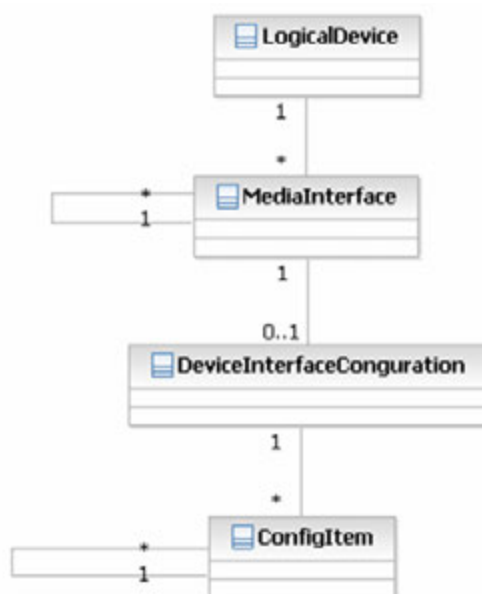 LogicalDevice
1
*
MediaInterface
*
1
1
0..1
DeviceInterfaceConguration
1
*
ConfigItem
*
1